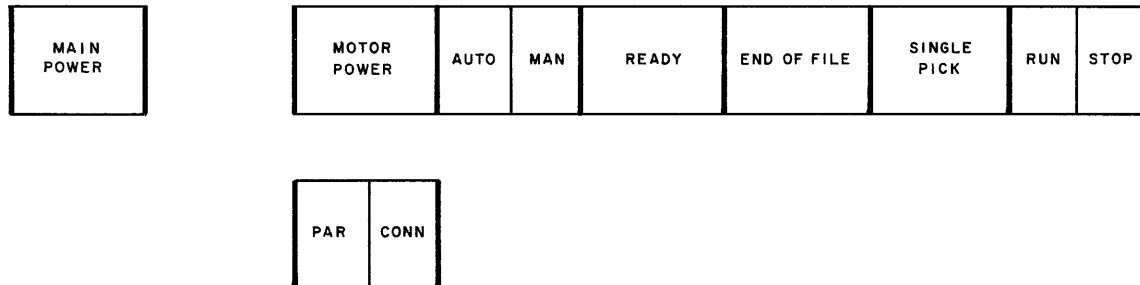 MAIN
POWER
MOTOR
POWER
AUTO
MAN
READY
END OF FILE
SINGLE
PICK
RUN
STOP
PAR
CONN